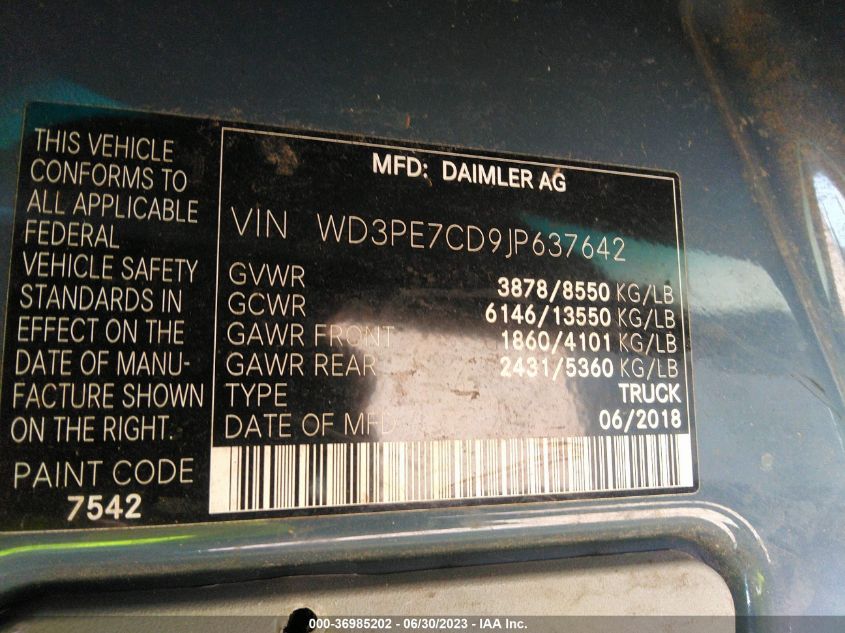 THIS VEHICLE
CONFORMS TO
ALL APPLICABLE
FEDERAL
VEHICLE SAFETY
STANDARDS IN
EFFECT ON THE
DATE OF MANU-
FACTURE SHOWN
ON THE RIGHT.
PAINT CODE
7542
MFD: DAIMLER AG
VIN WD3PE7CD9JP637642
GVWR 3878/8550 KG/LB
GCWR 6146/13550 KG/LB
GAWR FRONT 1860/4101 KG/LB
GAWR REAR 2431/5360 KG/LB
TYPE TRUCK
DATE OF MFD 06/2018
000-36985202 - 06/30/2023 - IAA Inc.